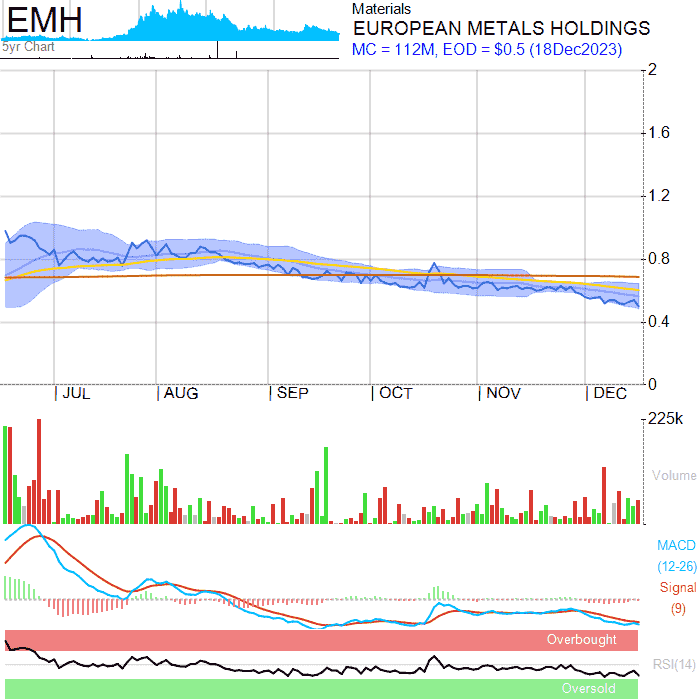 EMH
5yr Chart
Materials
EUROPEAN METALS HOLDINGS
MC = 112M, EOD = $0.5 (18Dec2023)
2
1.6
1.2
0.8
0.4
0
JUL AUG SEP OCT NOV DEC
225k
Volume
MACD
(12-26)
Signal
(9)
Overbought
RSI(14)
Oversold